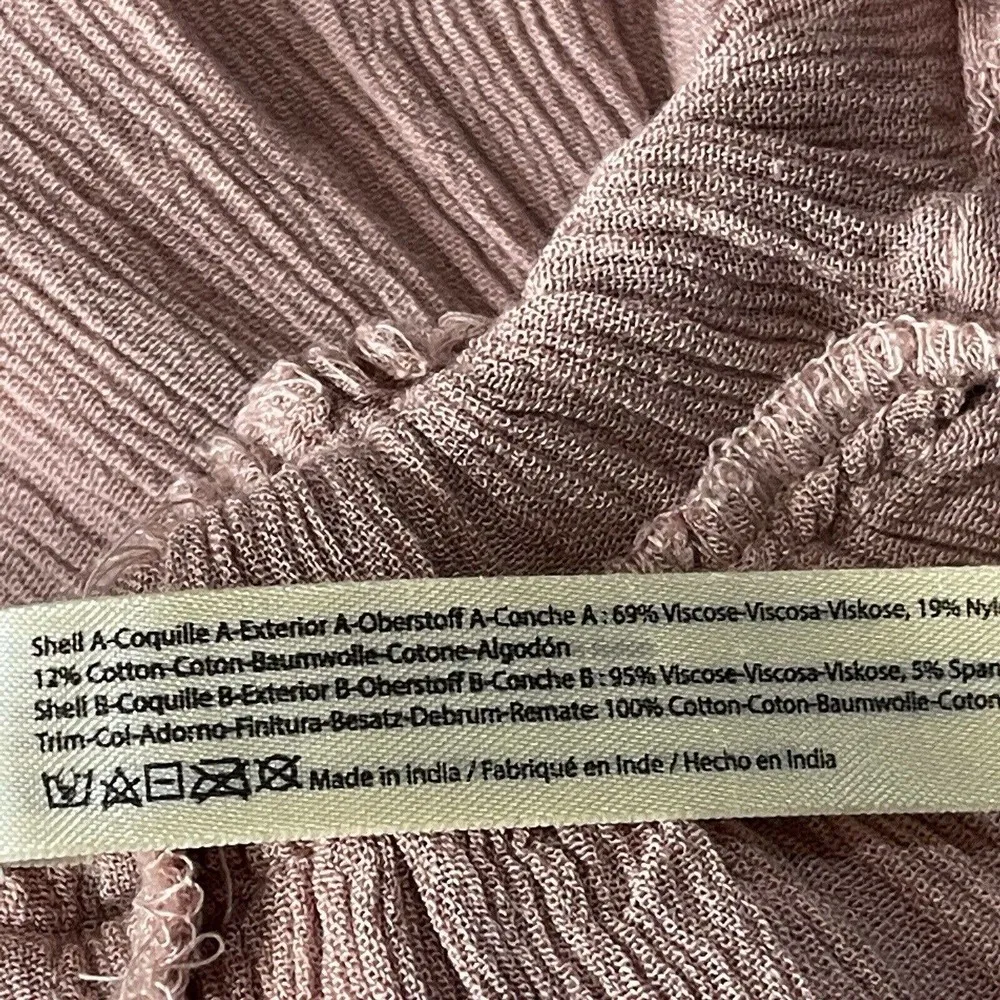 Shell A-Coquille A-Exterior A-Oberstoff A-Conche A : 69% Viscose-Viscosa-Viskose, 19% Nyl
12% Cotton-Coton-Baumwolle-Cotone-Algodón
Shell B-Coquille B-Exterior B-Oberstoff B-Conche B : 95% Viscose-Viscosa-Viskose, 5% Span
Trim-Col-Adorno-Finitura-Besatz-Debrum-Remate: 100% Cotton-Coton-Baumwolle-Coton
Made in India / Fabriqué en Inde / Hecho en India